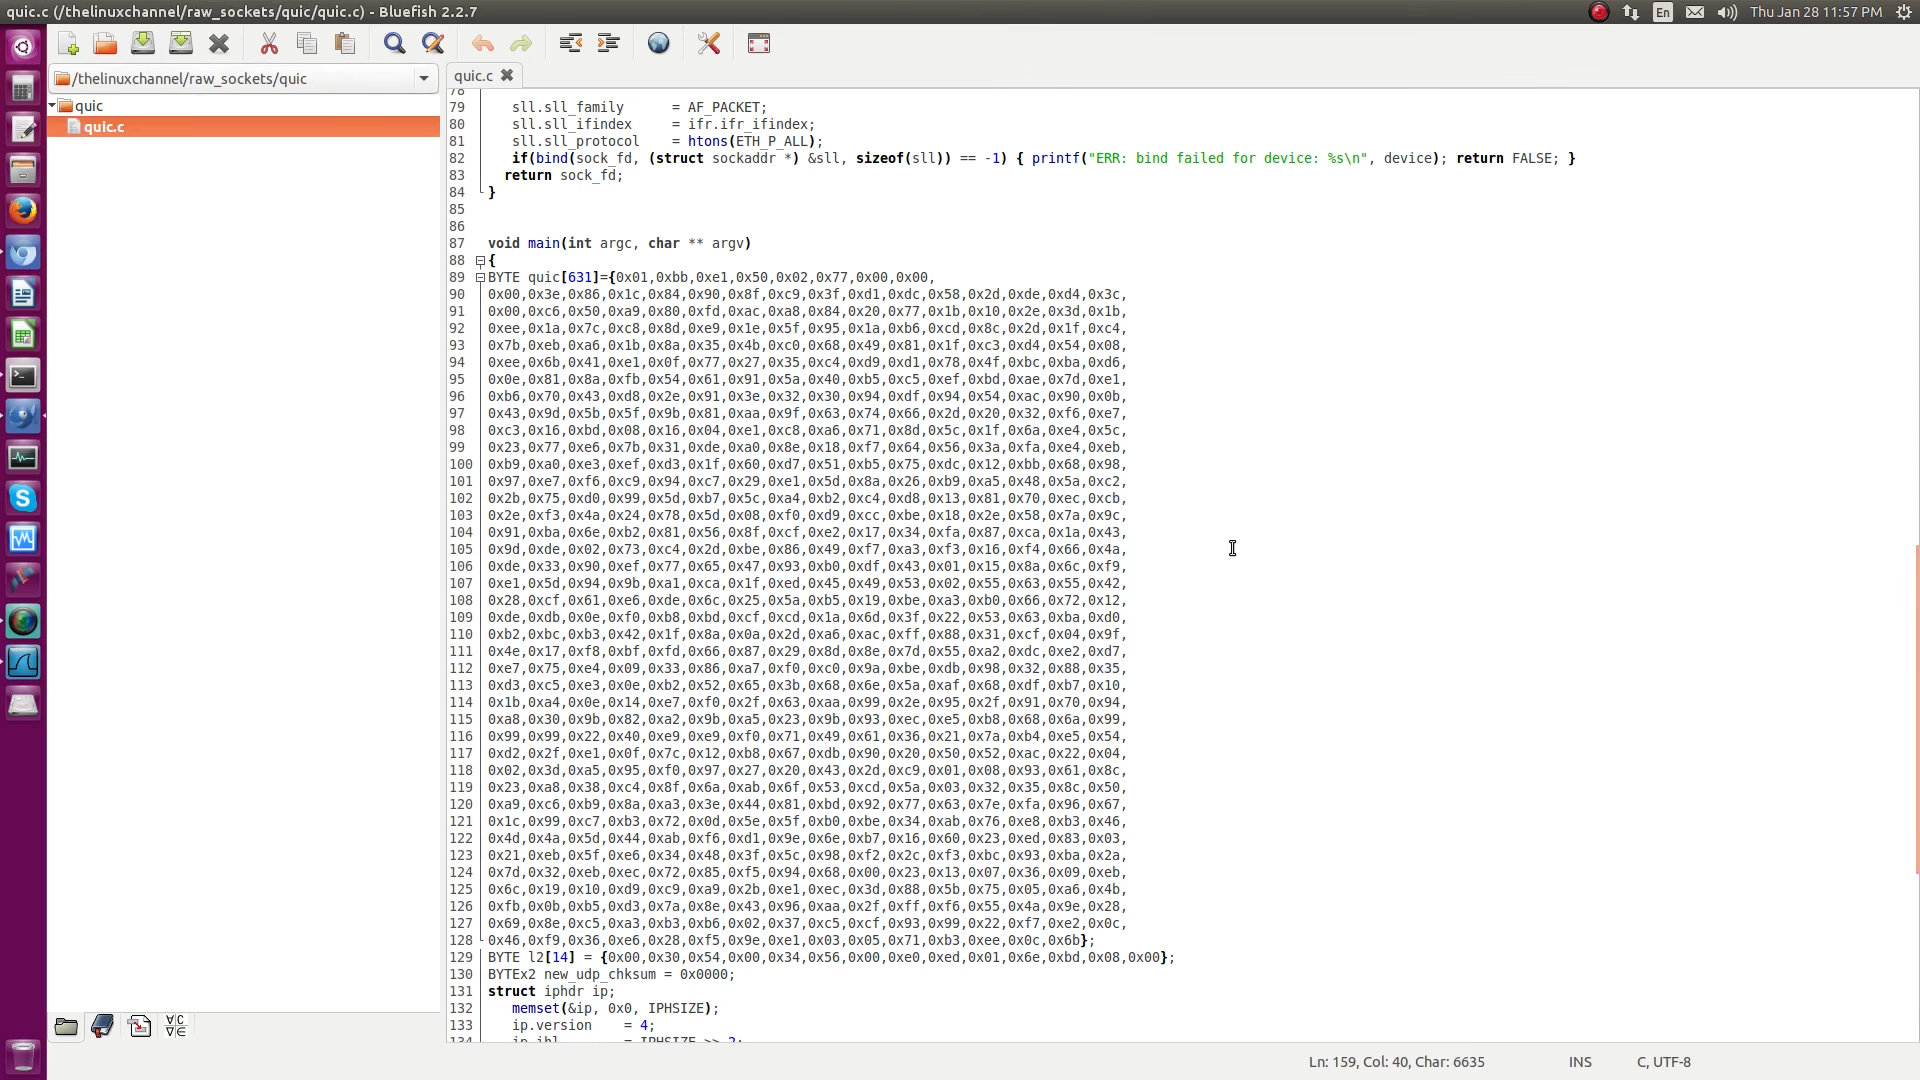 quic.c (/thelinuxchannel/raw_sockets/quic/quic.c) - Bluefish 2.2.7
En
Thu Jan 28 11:57 PM
/thelinuxchannel/raw_sockets/quic
quic
quic.c
quic.c
78
79 sll.sll_family = AF_PACKET;
80 sll.sll_ifindex = ifr.ifr_ifindex;
81 sll.sll_protocol = htons(ETH_P_ALL);
82 if(bind(sock_fd, (struct sockaddr *) &sll, sizeof(sll)) == -1) { printf("ERR: bind failed for device: %s\n", device); return FALSE; }
83 return sock_fd;
84 }
85
86
87 void main(int argc, char ** argv)
88 {
89 BYTE quic[631]={0x01,0xbb,0xe1,0x50,0x02,0x77,0x00,0x00,
90 0x00,0x3e,0x86,0x1c,0x84,0x90,0x8f,0xc9,0x3f,0xd1,0xdc,0x58,0x2d,0xde,0xd4,0x3c,
91 0x00,0xc6,0x50,0xa9,0x80,0xfd,0xac,0xa8,0x84,0x20,0x77,0x1b,0x10,0x2e,0x3d,0x1b,
92 0xee,0x1a,0x7c,0xc8,0x8d,0xe9,0x1e,0x5f,0x95,0x1a,0xb6,0xcd,0x8c,0x2d,0x1f,0xc4,
93 0x7b,0xeb,0xa6,0x1b,0x8a,0x35,0x4b,0xc0,0x68,0x49,0x81,0x1f,0xc3,0xd4,0x54,0x08,
94 0xee,0x6b,0x41,0xe1,0x0f,0x77,0x27,0x35,0xc4,0xd9,0xd1,0x78,0x4f,0xbc,0xba,0xd6,
95 0x0e,0x81,0x8a,0xfb,0x54,0x61,0x91,0x5a,0x40,0xb5,0xc5,0xef,0xbd,0xae,0x7d,0xe1,
96 0xb6,0x70,0x43,0xd8,0x2e,0x91,0x3e,0x32,0x30,0x94,0xdf,0x94,0x54,0xac,0x90,0x0b,
97 0x43,0x9d,0x5b,0x5f,0x9b,0x81,0xaa,0x9f,0x63,0x74,0x66,0x2d,0x20,0x32,0xf6,0xe7,
98 0xc3,0x16,0xbd,0x08,0x16,0x04,0xe1,0xc8,0xa6,0x71,0x8d,0x5c,0x1f,0x6a,0xe4,0x5c,
99 0x23,0x77,0xe6,0x7b,0x31,0xde,0xa0,0x8e,0x18,0xf7,0x64,0x56,0x3a,0xfa,0xe4,0xeb,
100 0xb9,0xa0,0xe3,0xef,0xd3,0x1f,0x60,0xd7,0x51,0xb5,0x75,0xdc,0x12,0xbb,0x68,0x98,
101 0x97,0xe7,0xf6,0xc9,0x94,0xc7,0x29,0xe1,0x5d,0x8a,0x26,0xb9,0xa5,0x48,0x5a,0xc2,
102 0x2b,0x75,0xd0,0x99,0x5d,0xb7,0x5c,0xa4,0xb2,0xc4,0xd8,0x13,0x81,0x70,0xec,0xcb,
103 0x2e,0xf3,0x4a,0x24,0x78,0x5d,0x08,0xf0,0xd9,0xcc,0xbe,0x18,0x2e,0x58,0x7a,0x9c,
104 0x91,0xba,0x6e,0xb2,0x81,0x56,0x8f,0xcf,0xe2,0x17,0x34,0xfa,0x87,0xca,0x1a,0x43,
105 0x9d,0xde,0x02,0x73,0xc4,0x2d,0xbe,0x86,0x49,0xf7,0xa3,0xf3,0x16,0xf4,0x66,0x4a,
106 0xde,0x33,0x90,0xef,0x77,0x65,0x47,0x93,0xb0,0xdf,0x43,0x01,0x15,0x8a,0x6c,0xf9,
107 0xe1,0x5d,0x94,0x9b,0xa1,0xca,0x1f,0xed,0x45,0x49,0x53,0x02,0x55,0x63,0x55,0x42,
108 0x28,0xcf,0x61,0xe6,0xde,0x6c,0x25,0x5a,0xb5,0x19,0xbe,0xa3,0xb0,0x66,0x72,0x12,
109 0xde,0xdb,0x0e,0xf0,0xb8,0xbd,0xcf,0xcd,0x1a,0x6d,0x3f,0x22,0x53,0x63,0xba,0xd0,
110 0xb2,0xbc,0xb3,0x42,0x1f,0x8a,0x0a,0x2d,0xa6,0xac,0xff,0x88,0x31,0xcf,0x04,0x9f,
111 0x4e,0x17,0xf8,0xbf,0xfd,0x66,0x87,0x29,0x8d,0x8e,0x7d,0x55,0xa2,0xdc,0xe2,0xd7,
112 0xe7,0x75,0xe4,0x09,0x33,0x86,0xa7,0xf0,0xc0,0x9a,0xbe,0xdb,0x98,0x32,0x88,0x35,
113 0xd3,0xc5,0xe3,0x0e,0xb2,0x52,0x65,0x3b,0x68,0x6e,0x5a,0xaf,0x68,0xdf,0xb7,0x10,
114 0x1b,0xa4,0x0e,0x14,0xe7,0xf0,0x2f,0x63,0xaa,0x99,0x2e,0x95,0x2f,0x91,0x70,0x94,
115 0xa8,0x30,0x9b,0x82,0xa2,0x9b,0xa5,0x23,0x9b,0x93,0xec,0xe5,0xb8,0x68,0x6a,0x99,
116 0x99,0x99,0x22,0x40,0xe9,0xe9,0xf0,0x71,0x49,0x61,0x36,0x21,0x7a,0xb4,0xe5,0x54,
117 0xd2,0x2f,0xe1,0x0f,0x7c,0x12,0xb8,0x67,0xdb,0x90,0x20,0x50,0x52,0xac,0x22,0x04,
118 0x02,0x3d,0xa5,0x95,0xf0,0x97,0x27,0x20,0x43,0x2d,0xc9,0x01,0x08,0x93,0x61,0x8c,
119 0x23,0xa8,0x38,0xc4,0x8f,0x6a,0xab,0x6f,0x53,0xcd,0x5a,0x03,0x32,0x35,0x8c,0x50,
120 0xa9,0xc6,0xb9,0x8a,0xa3,0x3e,0x44,0x81,0xbd,0x92,0x77,0x63,0x7e,0xfa,0x96,0x67,
121 0x1c,0x99,0xc7,0xb3,0x72,0x0d,0x5e,0x5f,0xb0,0xbe,0x34,0xab,0x76,0xe8,0xb3,0x46,
122 0x4d,0x4a,0x5d,0x44,0xab,0xf6,0xd1,0x9e,0x6e,0xb7,0x16,0x60,0x23,0xed,0x83,0x03,
123 0x21,0xeb,0x5f,0xe6,0x34,0x48,0x3f,0x5c,0x98,0xf2,0x2c,0xf3,0xbc,0x93,0xba,0x2a,
124 0x7d,0x32,0xeb,0xec,0x72,0x85,0xf5,0x94,0x68,0x00,0x23,0x13,0x07,0x36,0x09,0xeb,
125 0x6c,0x19,0x10,0xd9,0xc9,0xa9,0x2b,0xe1,0xec,0x3d,0x88,0x5b,0x75,0x05,0xa6,0x4b,
126 0xfb,0x0b,0xb5,0xd3,0x7a,0x8e,0x43,0x96,0xaa,0x2f,0xff,0xf6,0x55,0x4a,0x9e,0x28,
127 0x69,0x8e,0xc5,0xa3,0xb3,0xb6,0x02,0x37,0xc5,0xcf,0x93,0x99,0x22,0xf7,0xe2,0x0c,
128 0x46,0xf9,0x36,0xe6,0x28,0xf5,0x9e,0xe1,0x03,0x05,0x71,0xb3,0xee,0x0c,0x6b};
129 BYTE l2[14] = {0x00,0x30,0x54,0x00,0x34,0x56,0x00,0xe0,0xed,0x01,0x6e,0xbd,0x08,0x00};
130 BYTEx2 new_udp_chksum = 0x0000;
131 struct iphdr ip;
132 memset(&ip, 0x0, IPHSIZE);
133 ip.version = 4;
134 ip.ihl = IPHSIZE >> 2;
Ln: 159, Col: 40, Char: 6635
INS
C, UTF-8